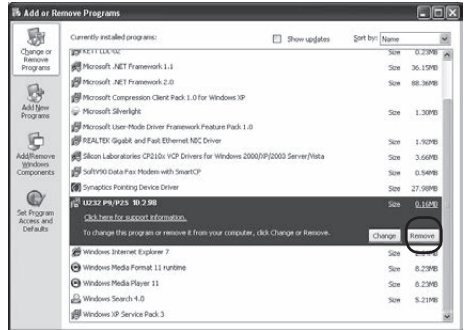 Add or Remove Programs
Change or
Remove
Programs
Add New
Programs
Add/Remove
Windows
Components
Set Program
Access and
Defaults
Currently installed programs:
Show updates
Sort by: Name
Size 0.23MB
Microsoft .NET Framework 1.1 Size 36.15MB
Microsoft .NET Framework 2.0 Size 88.36MB
Microsoft Compression Client Pack 1.0 for Windows XP
Microsoft Silverlight Size 1.30MB
Microsoft User-Mode Driver Framework Feature Pack 1.0
REALTEK Gigabit and Fast Ethernet NIC Driver Size 1.92MB
Silicon Laboratories CP210x VCP Drivers for Windows 2000/XP/2003 Server/Vista Size 3.66MB
SoftV90 Data Fax Modem with SmartCP Size 0.54MB
Synaptics Pointing Device Driver Size 27.98MB
U232 P9/P25 10.2.98 Size 0.16MB
Click here for support information.
To change this program or remove it from your computer, click Change or Remove.
Change Remove
Windows Internet Explorer 7 Size
Windows Media Format 11 runtime Size 8.23MB
Windows Media Player 11 Size 8.23MB
Windows Search 4.0 Size 5.21MB
Windows XP Service Pack 3